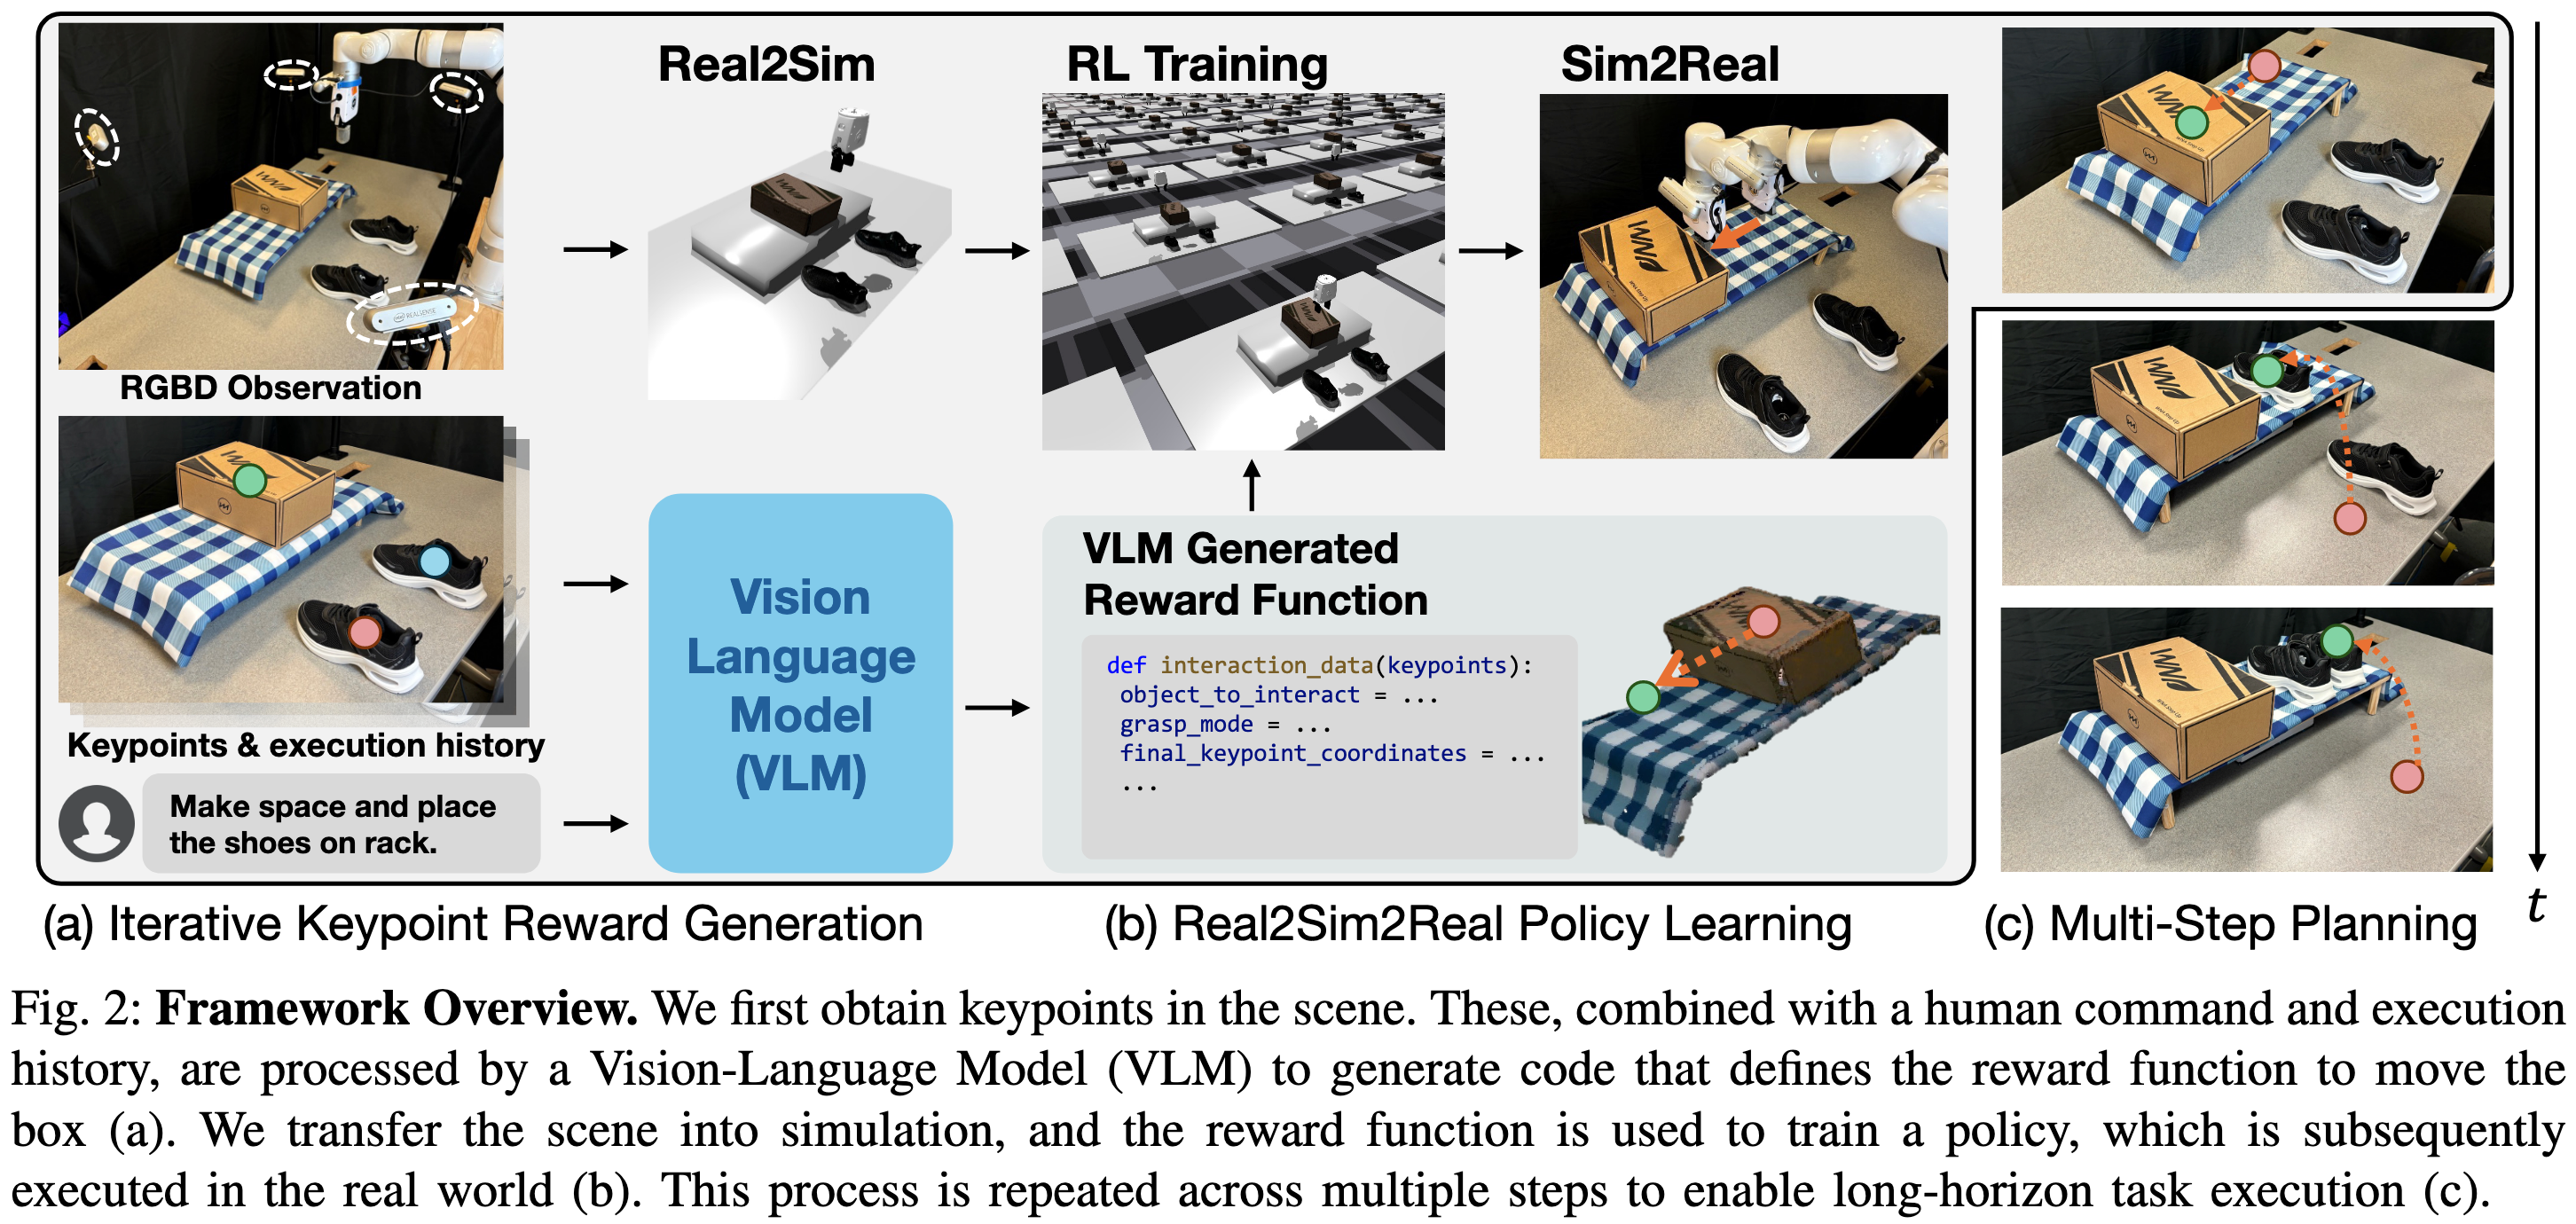 Real2Sim
RL Training
Sim2Real
REALSENSE
RGBD Observation
Keypoints & execution history
Make space and place
the shoes on rack.
Vision
Language
Model
(VLM)
VLM Generated
Reward Function
def interaction_data(keypoints):
object_to_interact = ...
grasp_mode = ...
final_keypoint_coordinates = ...
...
(a) Iterative Keypoint Reward Generation
(b) Real2Sim2Real Policy Learning
(c) Multi-Step Planning
t
Fig. 2: Framework Overview. We first obtain keypoints in the scene. These, combined with a human command and execution
history, are processed by a Vision-Language Model (VLM) to generate code that defines the reward function to move the
box (a). We transfer the scene into simulation, and the reward function is used to train a policy, which is subsequently
executed in the real world (b). This process is repeated across multiple steps to enable long-horizon task execution (c).